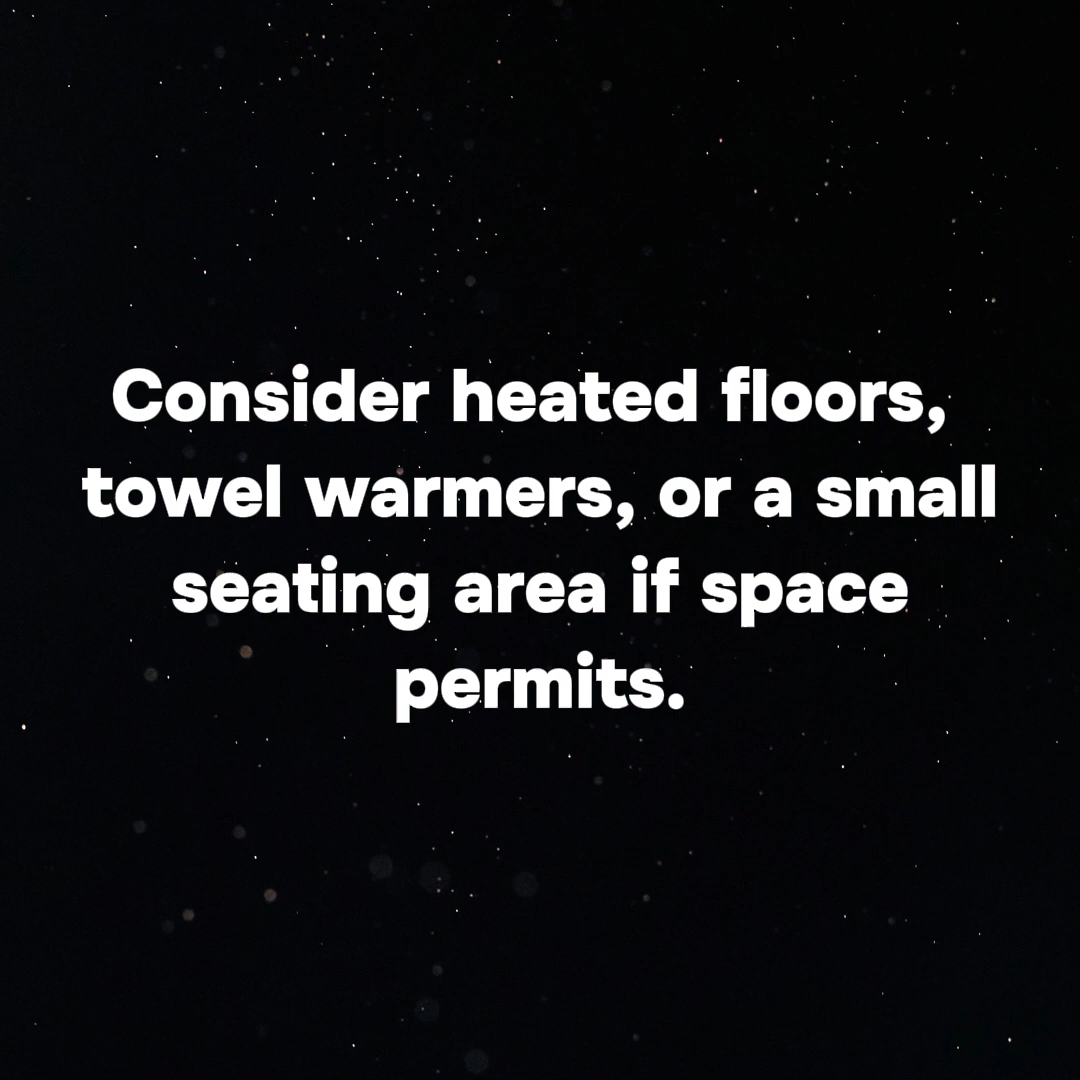 Consider heated floors,
towel warmers, or a small
seating area if space
permits.